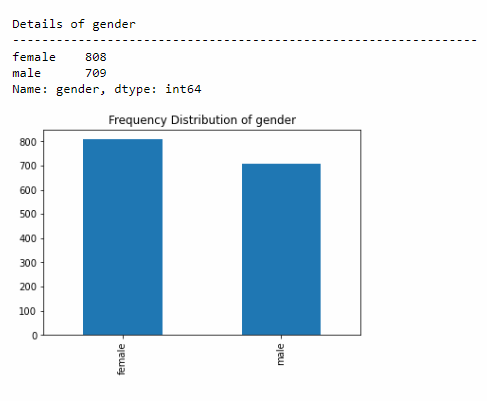 Details of gender
----------------------------------------------------------------
female    808
male      709
Name: gender, dtype: int64
Frequency Distribution of gender
800
700
600
500
400
300
200
100
0
female
male